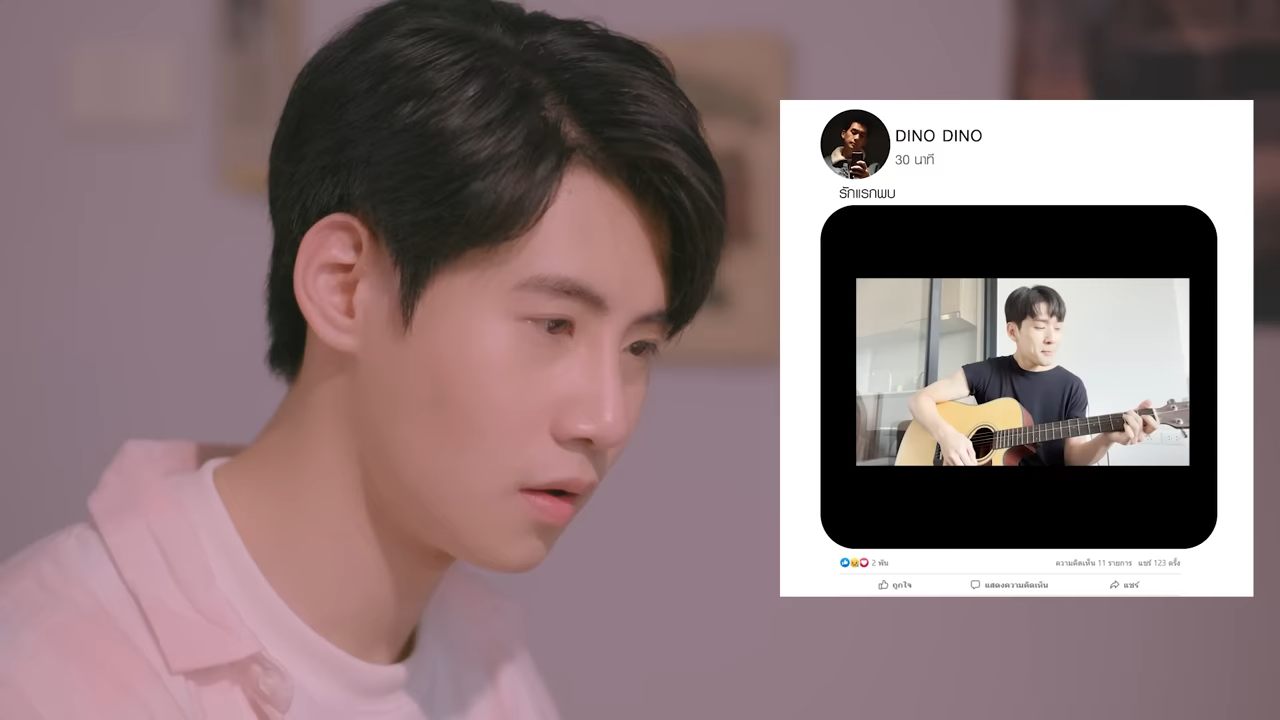 DINO DINO
30 นาที
รักแรกพบ
2 พัน
ความคิดเห็น 11 รายการ แชร์ 123 ครั้ง
ถูกใจ แสดงความคิดเห็น แชร์